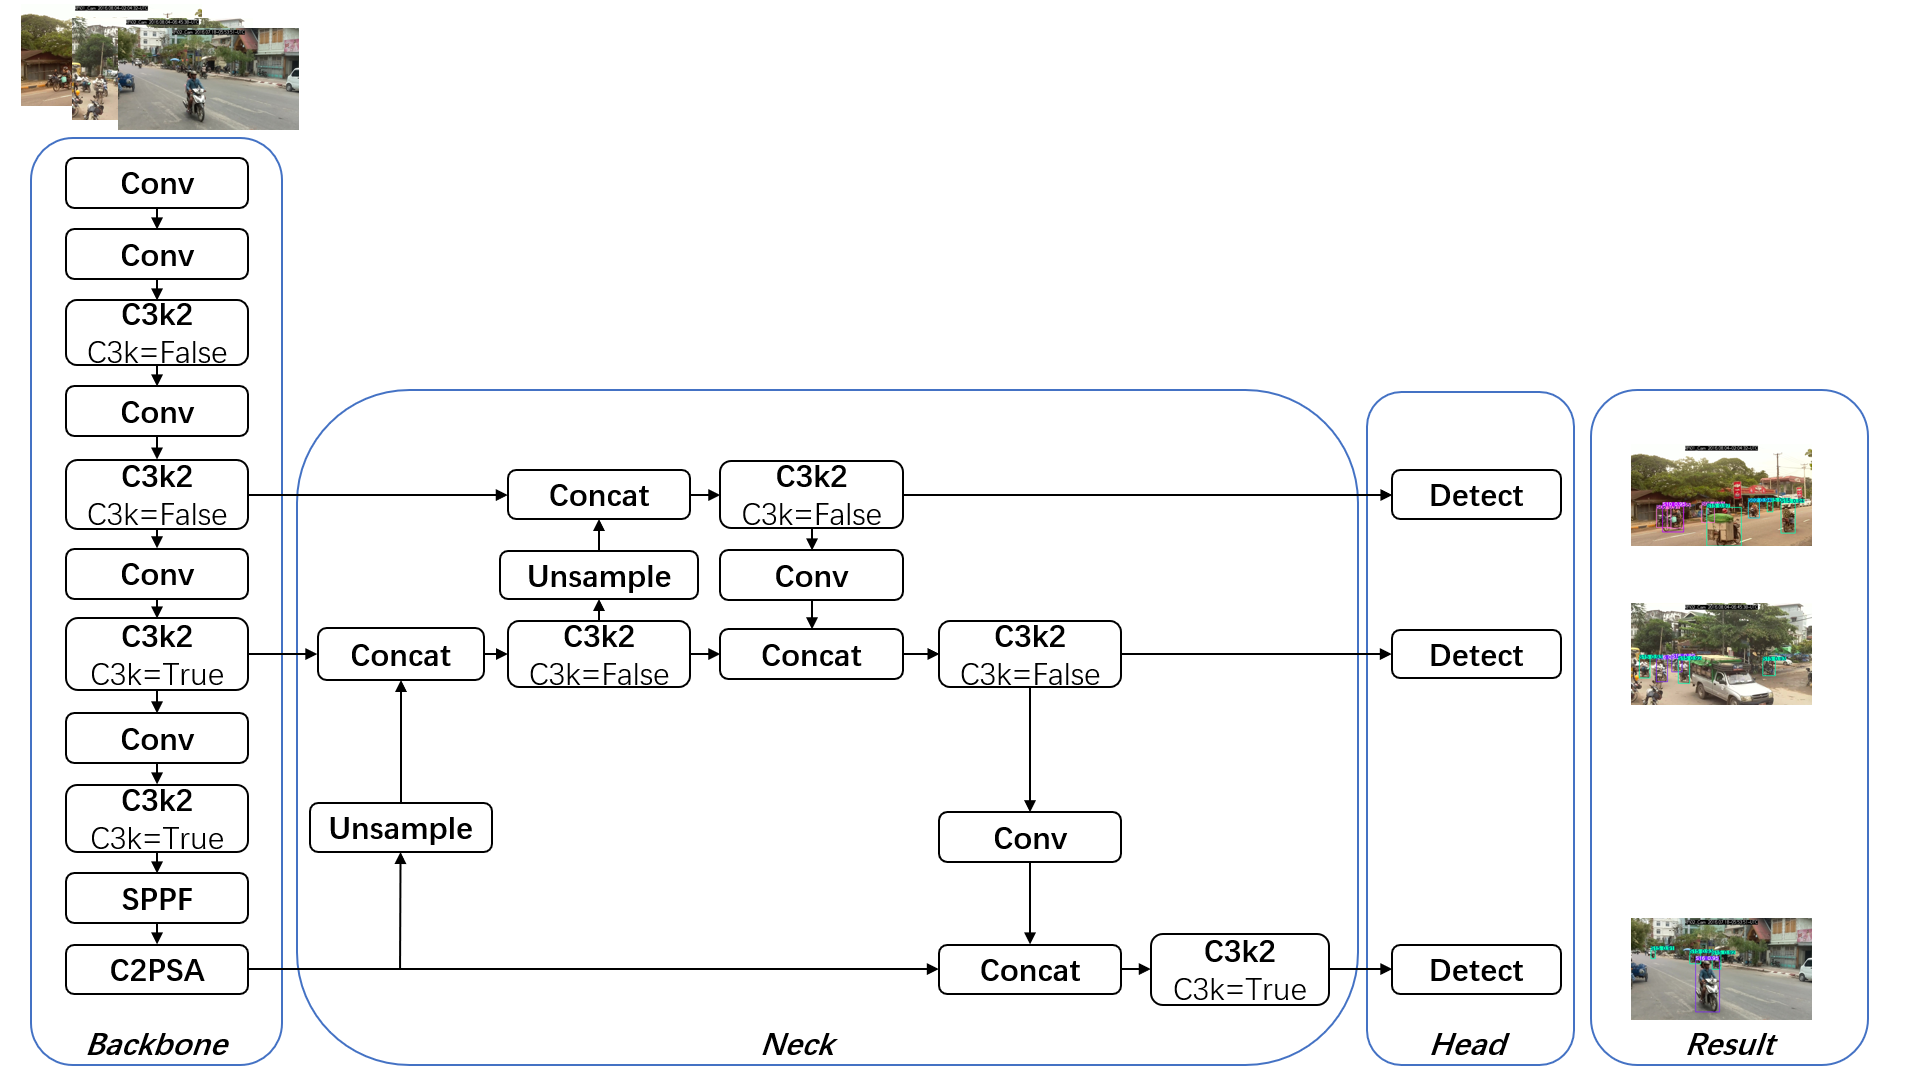 Conv
Conv
C3k2
C3k=False
Conv
C3k2
C3k=False
Conv
C3k2
C3k=True
Conv
C3k2
C3k=True
SPPF
C2PSA
Backbone
Concat
C3k2
C3k=False
Unsample
Conv
Concat
C3k2
C3k=False
Concat
C3k2
C3k=False
Unsample
Conv
Concat
C3k2
C3k=True
Neck
Detect
Detect
Detect
Head
Result